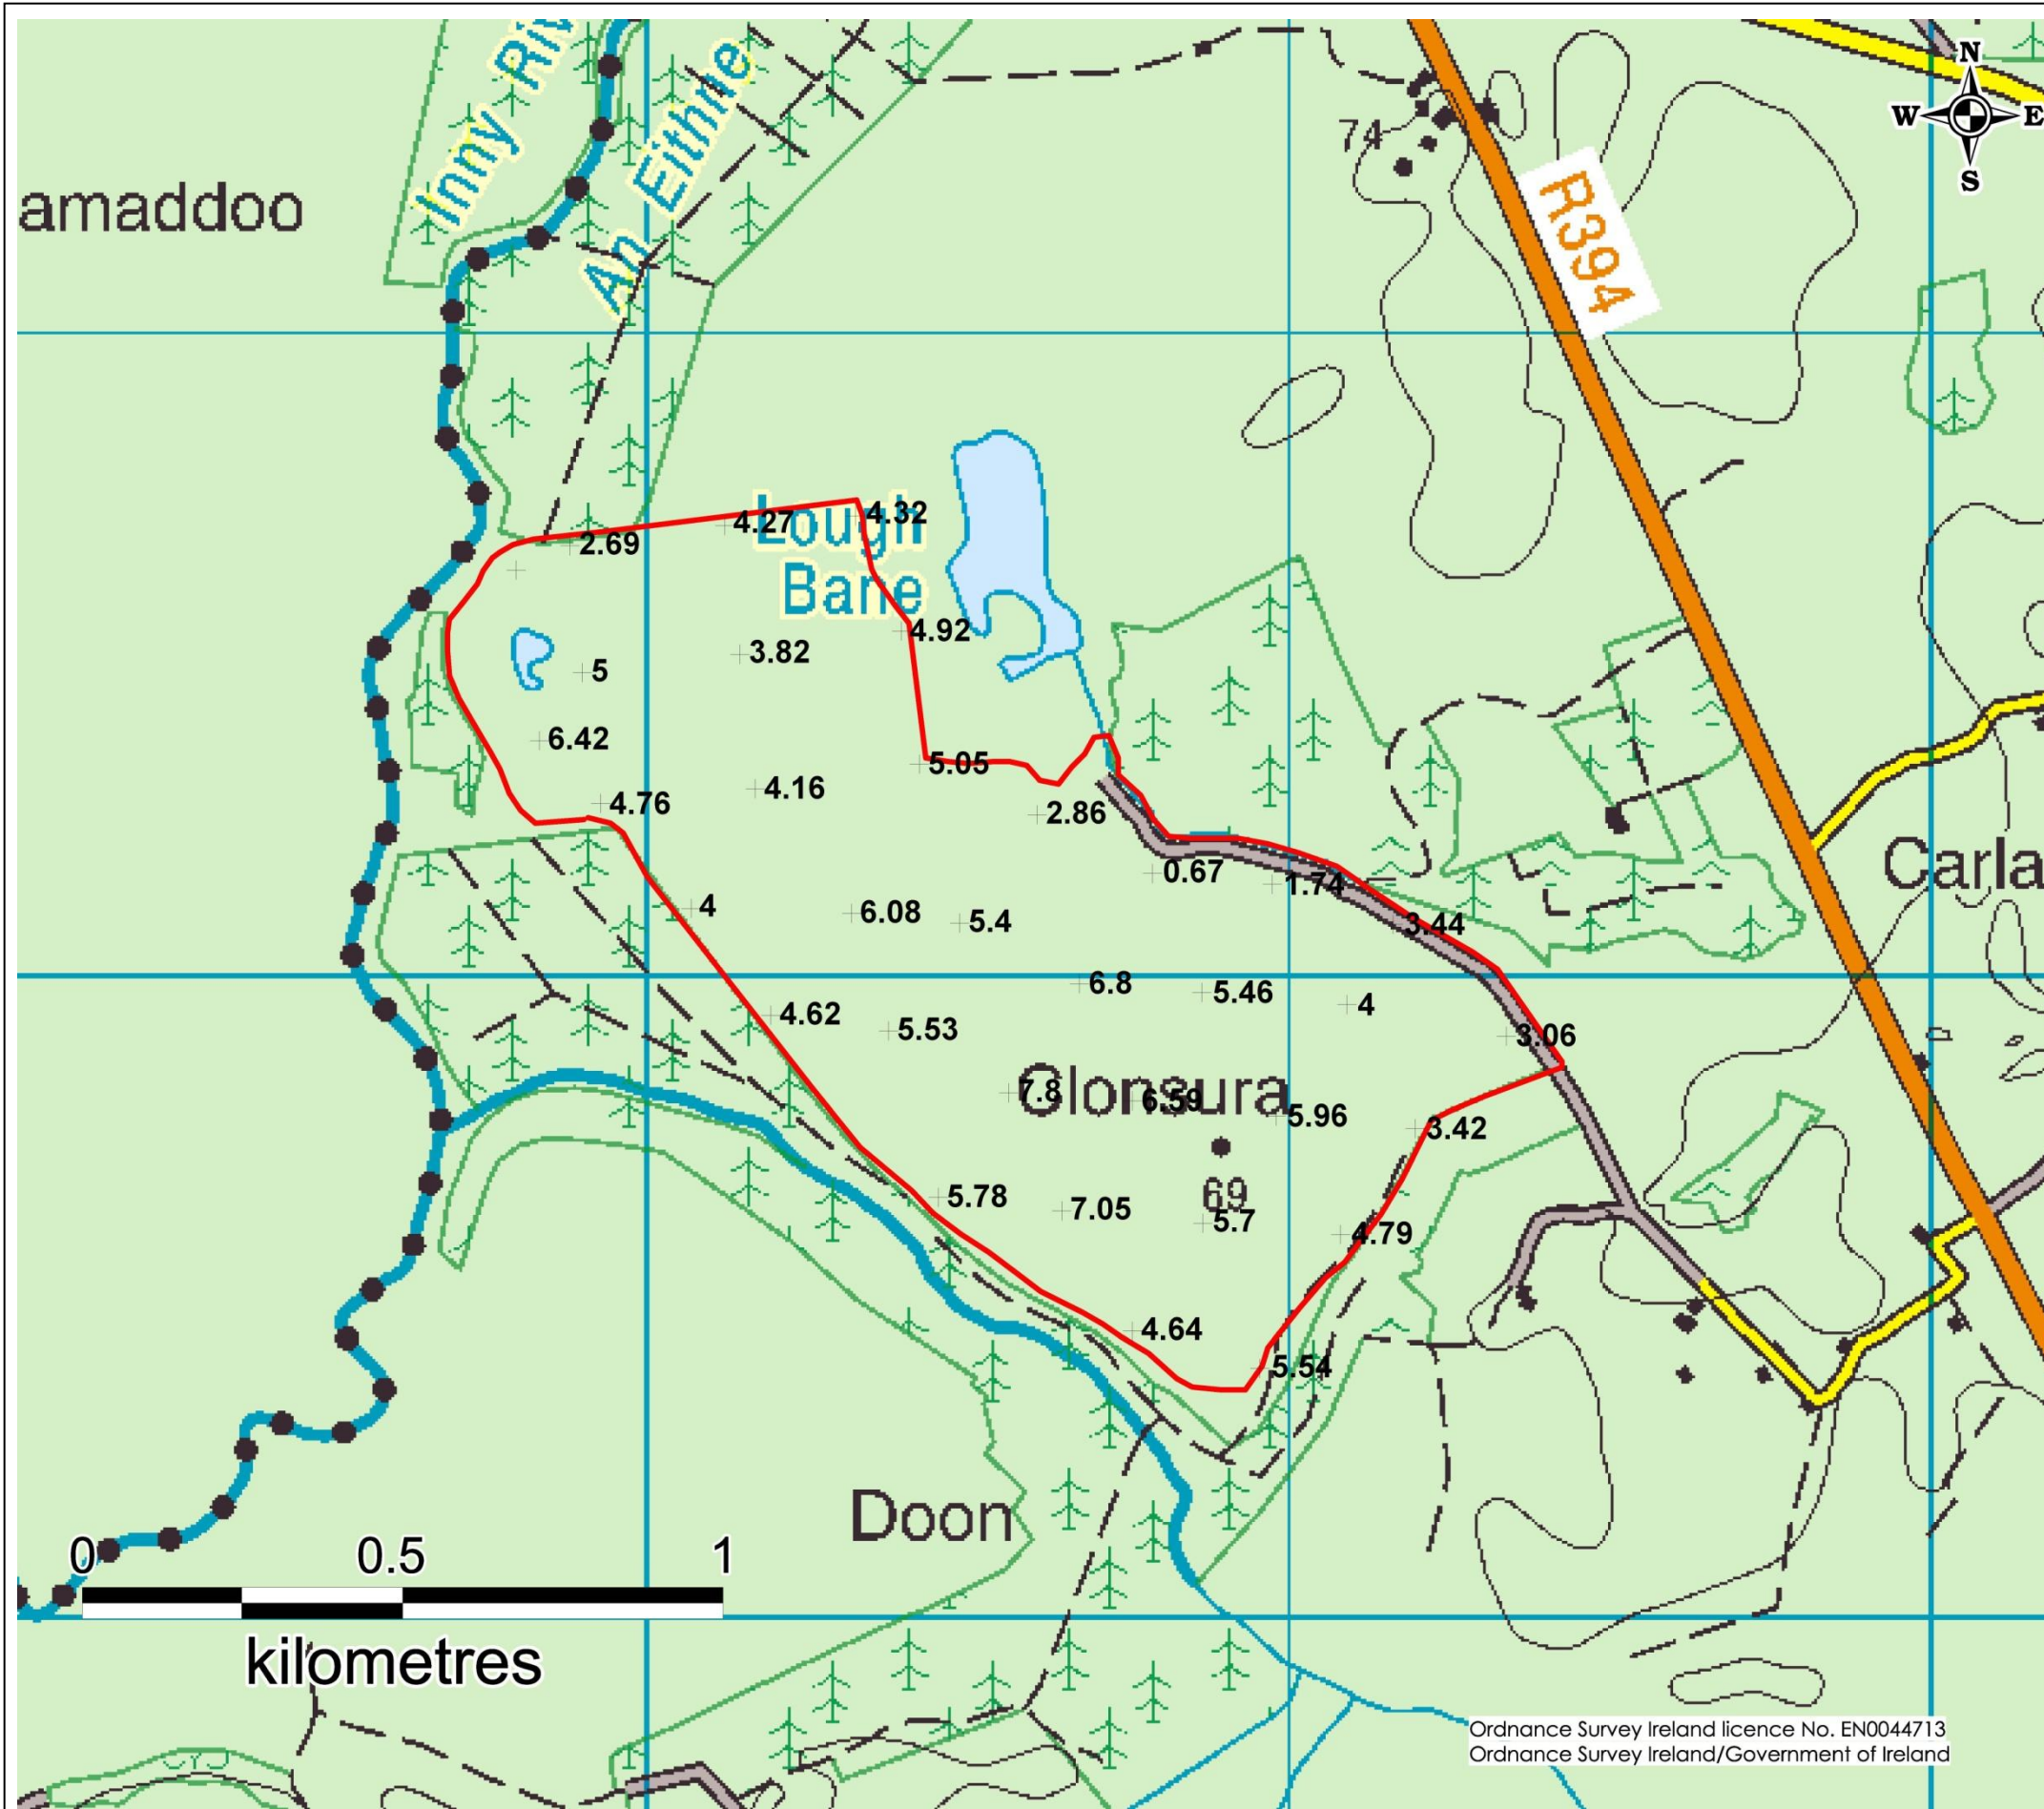 Inny Riv
An Eithne
amaddoo
N
W E
S
74
R394
Lough
Bane
4.27
4.32
2.69
4.92
3.82
5
6.42
5.05
4.16
4.76
2.86
0.67
1.74
4
6.08
5.4
3.44
Carla
6.8
5.46
4
4.62
5.53
3.06
Clonsura
7.8
6.59
5.96
3.42
5.78
7.05
69
5.7
4.79
4.64
5.54
Doon
0 0.5 1
kilometres
Ordnance Survey Ireland licence No. EN0044713
Ordnance Survey Ireland/Government of Ireland